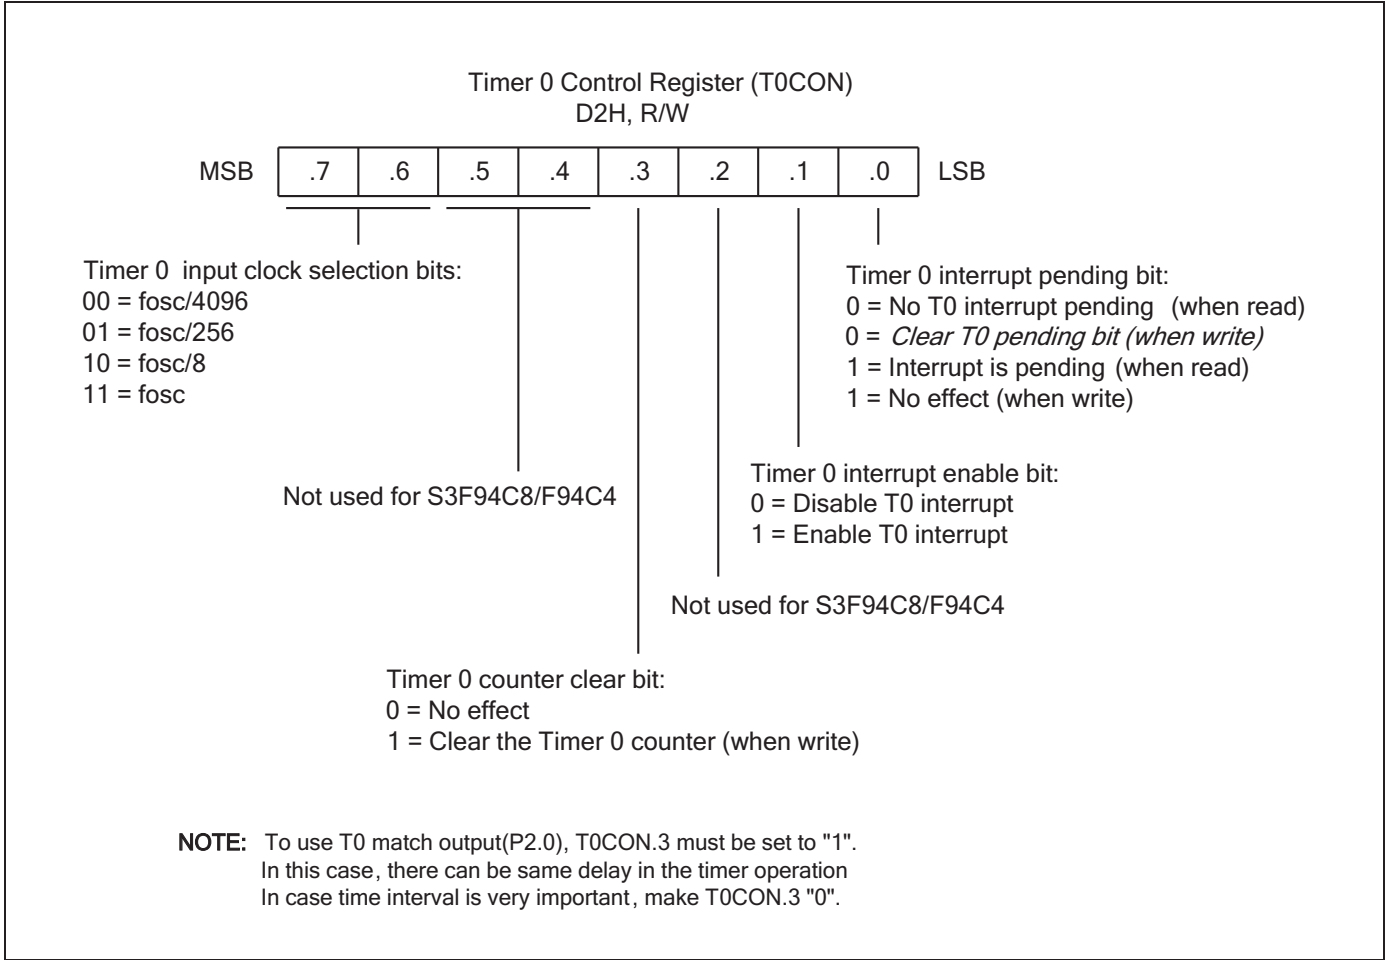 Timer 0 Control Register (T0CON)
D2H, R/W
MSB .7 .6 .5 .4 .3 .2 .1 .0 LSB
Timer 0 input clock selection bits:
00 = fosc/4096
01 = fosc/256
10 = fosc/8
11 = fosc
Timer 0 interrupt pending bit:
0 = No T0 interrupt pending (when read)
0 = Clear T0 pending bit (when write)
1 = Interrupt is pending (when read)
1 = No effect (when write)
Not used for S3F94C8/F94C4
Timer 0 interrupt enable bit:
0 = Disable T0 interrupt
1 = Enable T0 interrupt
Not used for S3F94C8/F94C4
Timer 0 counter clear bit:
0 = No effect
1 = Clear the Timer 0 counter (when write)
NOTE: To use T0 match output(P2.0), T0CON.3 must be set to "1".
In this case, there can be same delay in the timer operation
In case time interval is very important, make T0CON.3 "0".